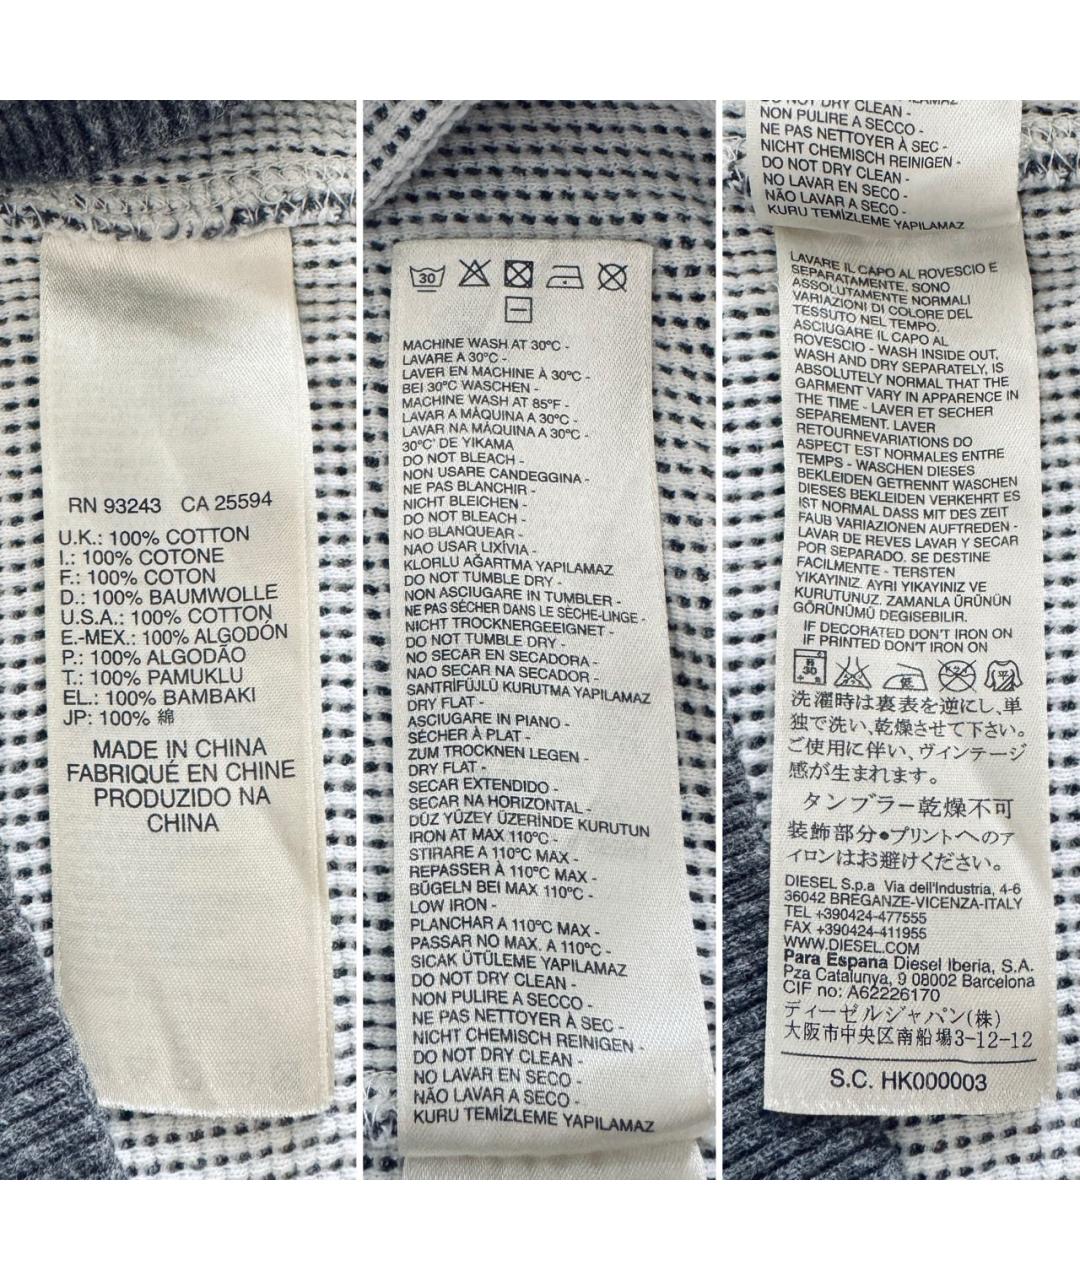 RN 93243 CA 25594
U.K.: 100% COTTON
I.: 100% COTONE
F.: 100% COTON
D.: 100% BAUMWOLLE
U.S.A.: 100% COTTON
E.-MEX.: 100% ALGODÓN
P.: 100% ALGODÃO
T.: 100% PAMUKLU
EL.: 100% BAMBAKI
JP: 100% 綿
MADE IN CHINA
FABRIQUÉ EN CHINE
PRODUZIDO NA
CHINA
30
MACHINE WASH AT 30°C -
LAVARE A 30°C -
LAVER EN MACHINE À 30°C -
BEI 30°C WASCHEN -
MACHINE WASH AT 85°F -
LAVAR A MÁQUINA A 30°C -
LAVAR NA MÁQUINA A 30°C -
30°C' DE YIKAMA
DO NOT BLEACH -
NON USARE CANDEGGINA -
NE PAS BLANCHIR -
NICHT BLEICHEN -
DO NOT BLEACH -
NO BLANQUEAR -
NAO USAR LIXÍVIA -
KLORLU AĞARTMA YAPILAMAZ
DO NOT TUMBLE DRY -
NON ASCIUGARE IN TUMBLER -
NE PAS SÈCHER DANS LE SÈCHE-LINGE -
NICHT TROCKNERGEEIGNET -
DO NOT TUMBLE DRY -
NO SECAR EN SECADORA -
NAO SECAR NA SECADOR -
SANTRİFÜJLÜ KURUTMA YAPILAMAZ
DRY FLAT -
ASCIUGARE IN PIANO -
SÉCHER À PLAT -
ZUM TROCKNEN LEGEN -
DRY FLAT -
SECAR EXTENDIDO -
SECAR NA HORIZONTAL -
DÜZ YÜZEY ÜZERİNDE KURUTUN
IRON AT MAX 110°C -
STIRARE A 110°C MAX -
REPASSER À 110°C MAX -
BÜGELN BEI MAX 110°C -
LOW IRON -
PLANCHAR A 110°C MAX -
PASSAR NO MAX. A 110°C -
SICAK ÜTÜLEME YAPILAMAZ
DO NOT DRY CLEAN -
NON PULIRE A SECCO -
NE PAS NETTOYER À SEC -
NICHT CHEMISCH REINIGEN -
DO NOT DRY CLEAN -
NO LAVAR EN SECO -
NÃO LAVAR A SECO -
KURU TEMİZLEME YAPILAMAZ
DO NOT DRY CLEAN -
NON PULIRE A SECCO -
NE PAS NETTOYER À SEC -
NICHT CHEMISCH REINIGEN -
DO NOT DRY CLEAN -
NO LAVAR EN SECO -
NÃO LAVAR A SECO -
KURU TEMİZLEME YAPILAMAZ
LAVARE IL CAPO AL ROVESCIO E
SEPARATAMENTE. SONO
ASSOLUTAMENTE NORMALI
VARIAZIONI DI COLORE DEL
TESSUTO NEL TEMPO.
ASCIUGARE IL CAPO AL
ROVESCIO - WASH INSIDE OUT,
WASH AND DRY SEPARATELY, IS
ABSOLUTELY NORMAL THAT THE
GARMENT VARY IN APPARENCE IN
THE TIME - LAVER ET SECHER
SEPAREMENT. LAVER
RETOURNEVARIATIONS DO
ASPECT EST NORMALES ENTRE
TEMPS - WASCHEN DIESES
BEKLEIDEN GETRENNT WASCHEN
DIESES BEKLEIDEN VERKEHRT ES
IST NORMAL DASS MIT DES ZEIT
FAUB VARIAZIONEN AUFTREDEN -
LAVAR DE REVES LAVAR Y SECAR
POR SEPARADO. SE DESTINE
FACILMENTE - TERSTEN
YIKAYINIZ. AYRI YIKAYINIZ VE
KURUTUNUZ. ZAMANLA ÜRÜNÜN
GÖRÜNÜMÜ DEGISEBILIR.
IF DECORATED DON'T IRON ON
IF PRINTED DON'T IRON ON
洗濯時は裏表を逆にし、単
独で洗い、乾燥させて下さい。
ご使用に伴い、ヴィンテージ
感が生まれます。
タンブラー乾燥不可
装飾部分●プリントへのア
イロンはお避けください。
DIESEL S.p.a Via dell'Industria, 4-6
36042 BREGANZE-VICENZA-ITALY
TEL +390424-477555
FAX +390424-411955
WWW.DIESEL.COM
Para Espana Diesel Iberia, S.A.
Pza Catalunya, 9 08002 Barcelona
CIF no: A62226170
ディーゼルジャパン(株)
大阪市中央区南船場3-12-12
S.C. HK000003